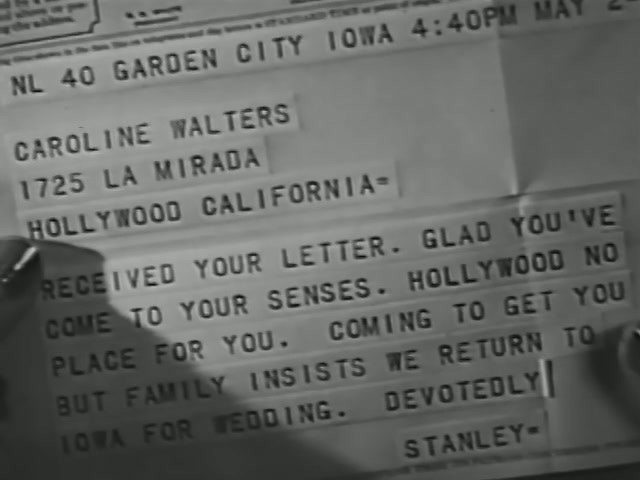 NL 40 GARDEN CITY IOWA 4:40PM MAY
CAROLINE WALTERS
1725 LA MIRADA
HOLLYWOOD CALIFORNIA=
RECEIVED YOUR LETTER. GLAD YOU'VE
COME TO YOUR SENSES. HOLLYWOOD NO
PLACE FOR YOU. COMING TO GET YOU
BUT FAMILY INSISTS WE RETURN TO
IOWA FOR WEDDING. DEVOTEDLY
STANLEY=